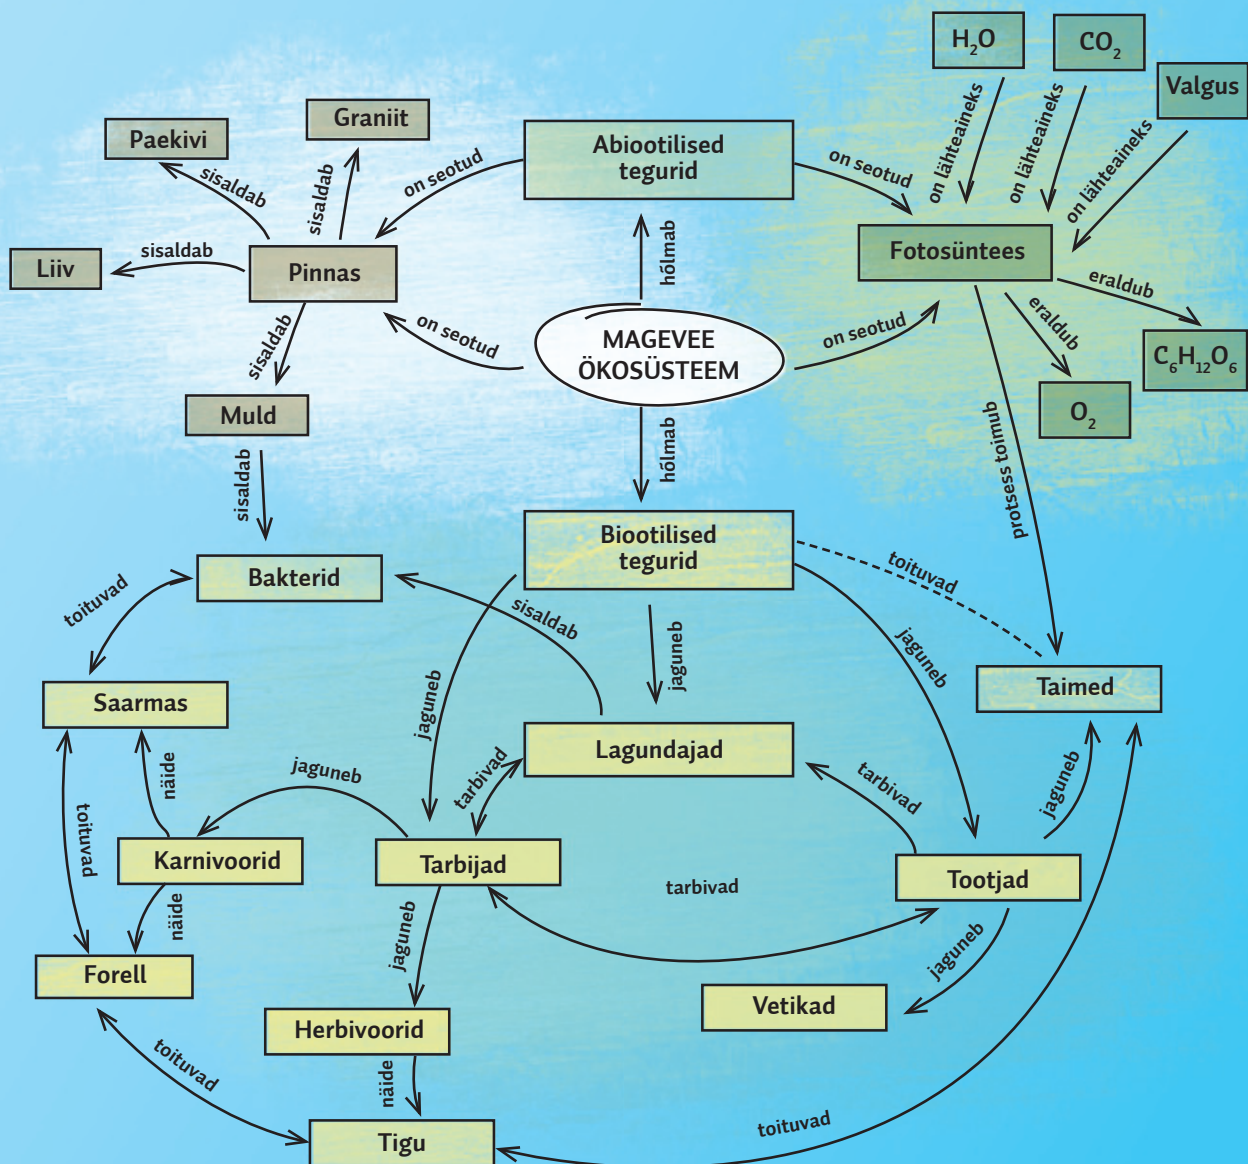 H₂O
CO₂
Valgus
Graniit
Paekivi
Abiootilised
tegurid
on lähteaineks
on lähteaineks
on lähteaineks
sisaldab
sisaldab
on seotud
on seotud
Liiv
sisaldab
Pinnas
hõlmab
Fotosüntees
eraldub
eraldub
sisaldab
on seotud
MAGEVEE
ÖKOSÜSTEEM
on seotud
C₆H₁₂O₆
O₂
Muld
sisaldab
hõlmab
protsess toimub
Biootilised
tegurid
Bakterid
toituvad
toituvad
sisaldab
jaguneb
jaguneb
jaguneb
Saarmas
Taimed
Lagundajad
näide
jaguneb
tarbivad
tarbivad
jaguneb
toituvad
Karnivoorid
Tarbijad
tarbivad
Tootjad
näide
jaguneb
jaguneb
Forell
Vetikad
Herbivoorid
toituvad
näide
toituvad
Tigu